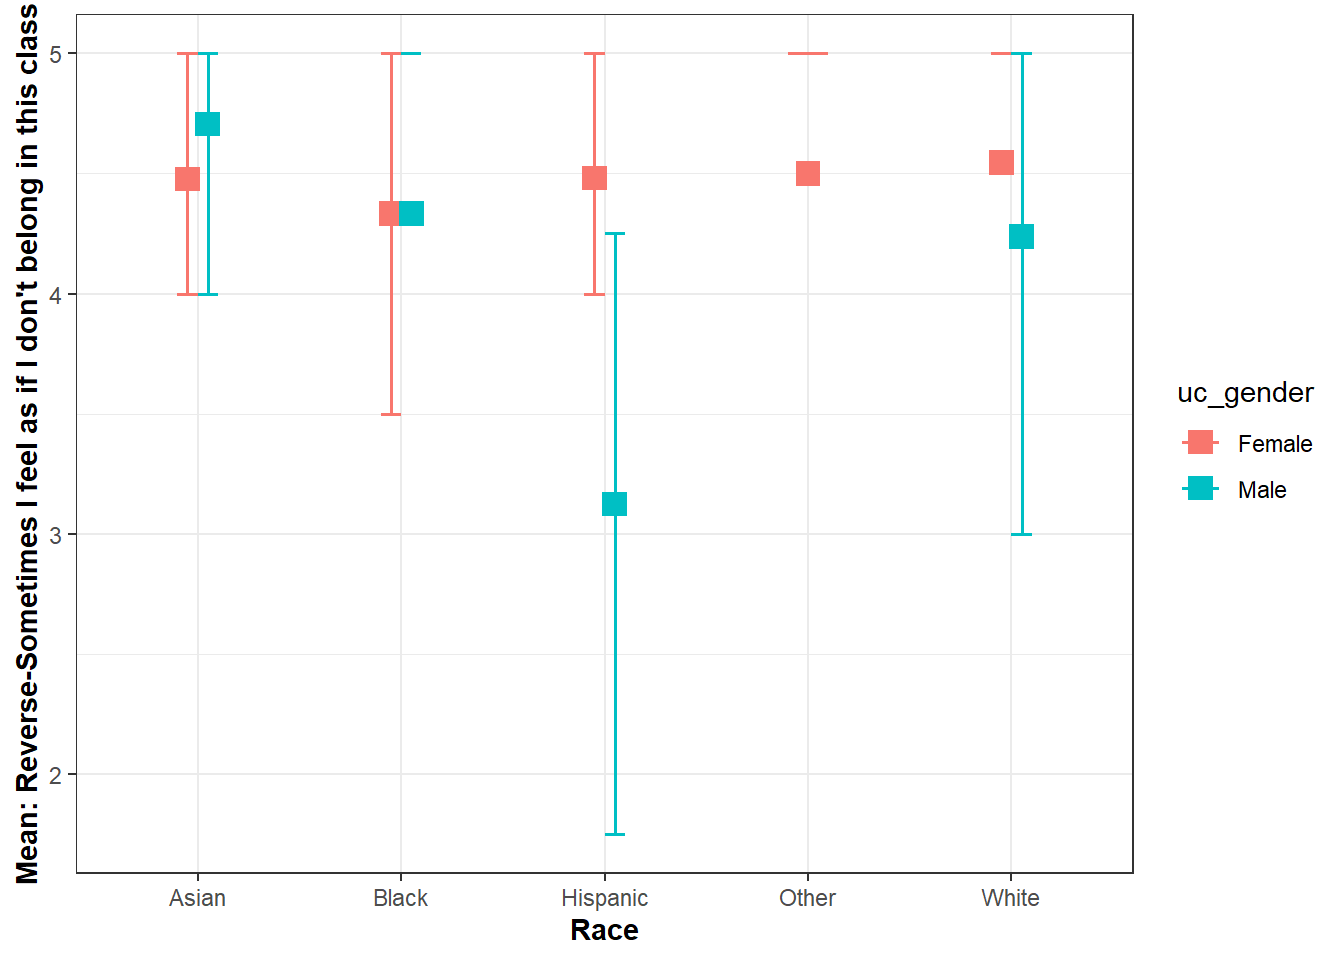 Mean: Reverse-Sometimes I feel as if I don't belong in this class
5
4
3
2
Asian
Black
Hispanic
Other
White
Race
uc_gender
Female
Male